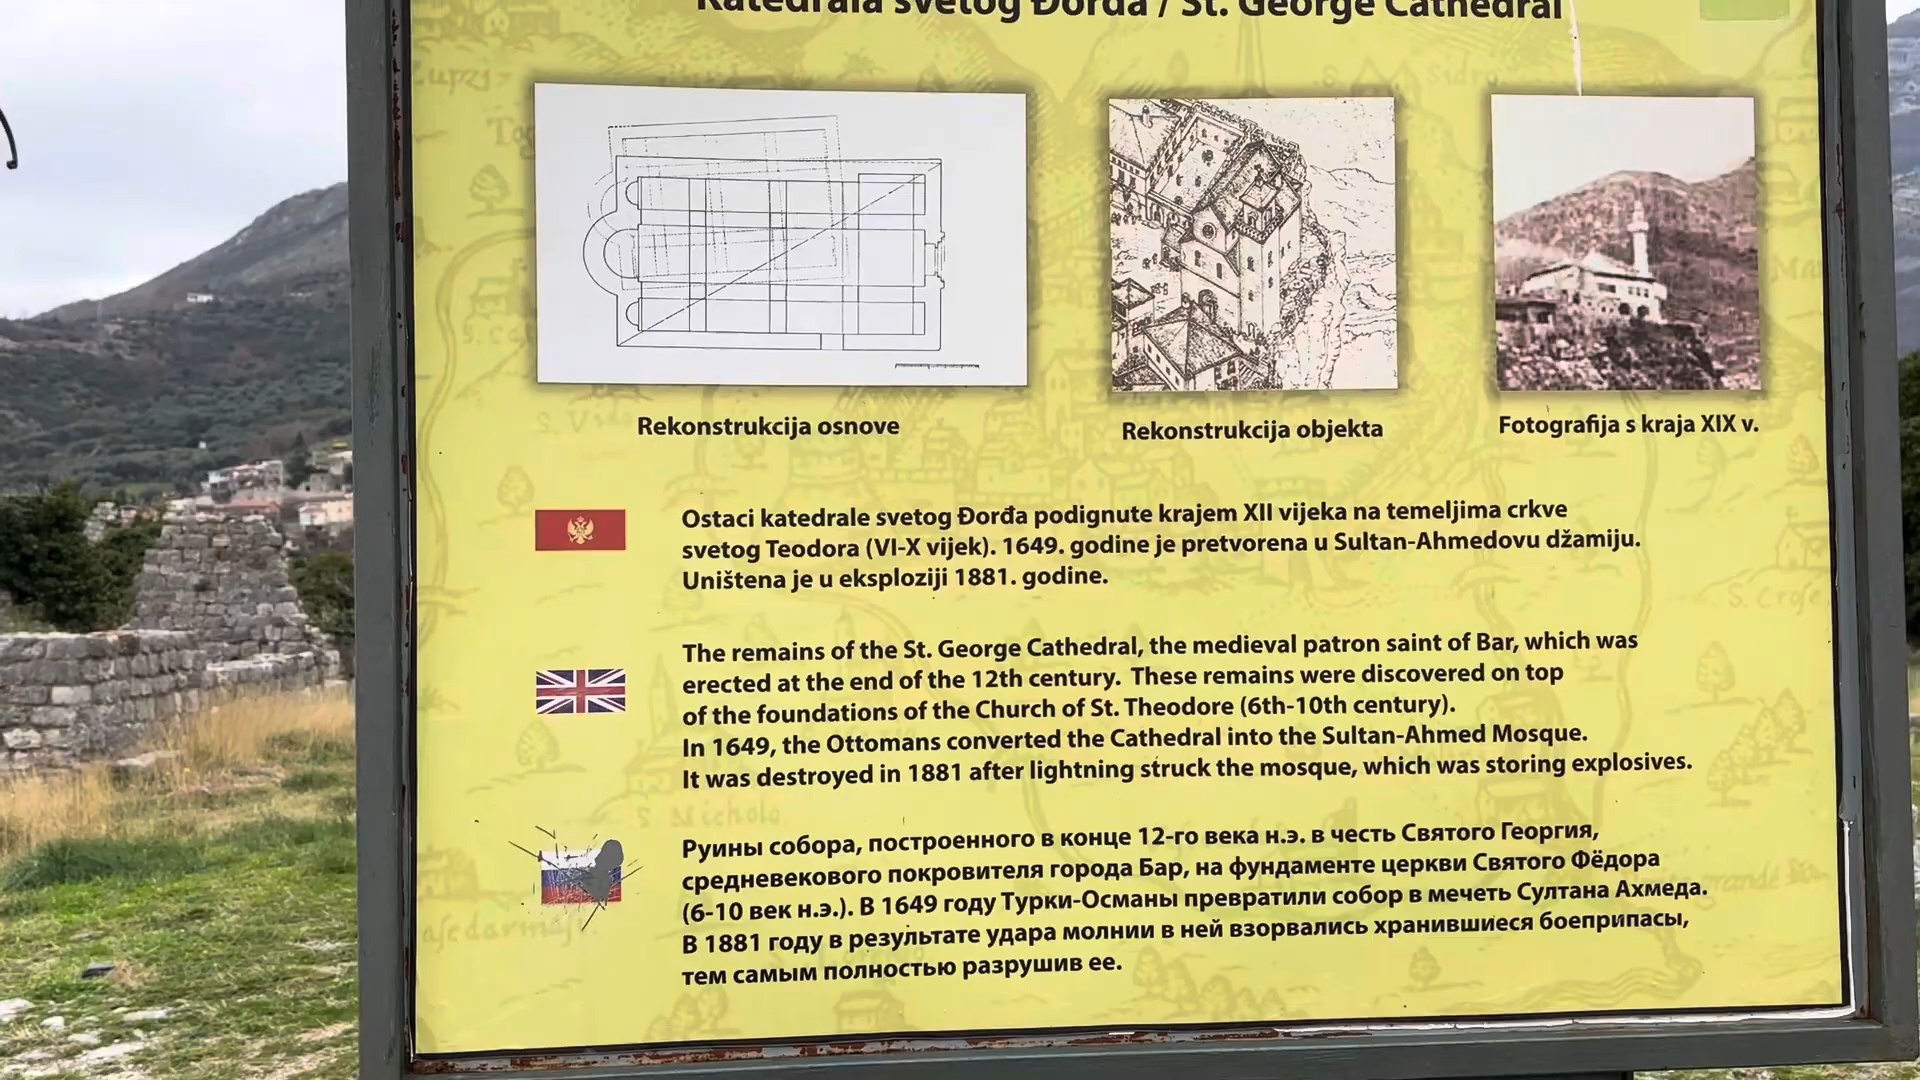 Katedrala svetog Đorđa / St. George Cathedral
Rekonstrukcija osnove
Rekonstrukcija objekta
Fotografija s kraja XIX v.
Ostaci katedrale svetog Đorđa podignute krajem XII vijeka na temeljima crkve
svetog Teodora (VI-X vijek). 1649. godine je pretvorena u Sultan-Ahmedovu džamiju.
Uništena je u eksploziji 1881. godine.
The remains of the St. George Cathedral, the medieval patron saint of Bar, which was
erected at the end of the 12th century. These remains were discovered on top
of the foundations of the Church of St. Theodore (6th-10th century).
In 1649, the Ottomans converted the Cathedral into the Sultan-Ahmed Mosque.
It was destroyed in 1881 after lightning struck the mosque, which was storing explosives.
Руины собора, построенного в конце 12-го века н.э. в честь Святого Георгия,
средневекового покровителя города Бар, на фундаменте церкви Святого Фёдора
(6-10 век н.э.). В 1649 году Турки-Османы превратили собор в мечеть Султана Ахмеда.
В 1881 году в результате удара молнии в ней взорвались хранившиеся боеприпасы,
тем самым полностью разрушив ее.
S. Vido
S. Nichola